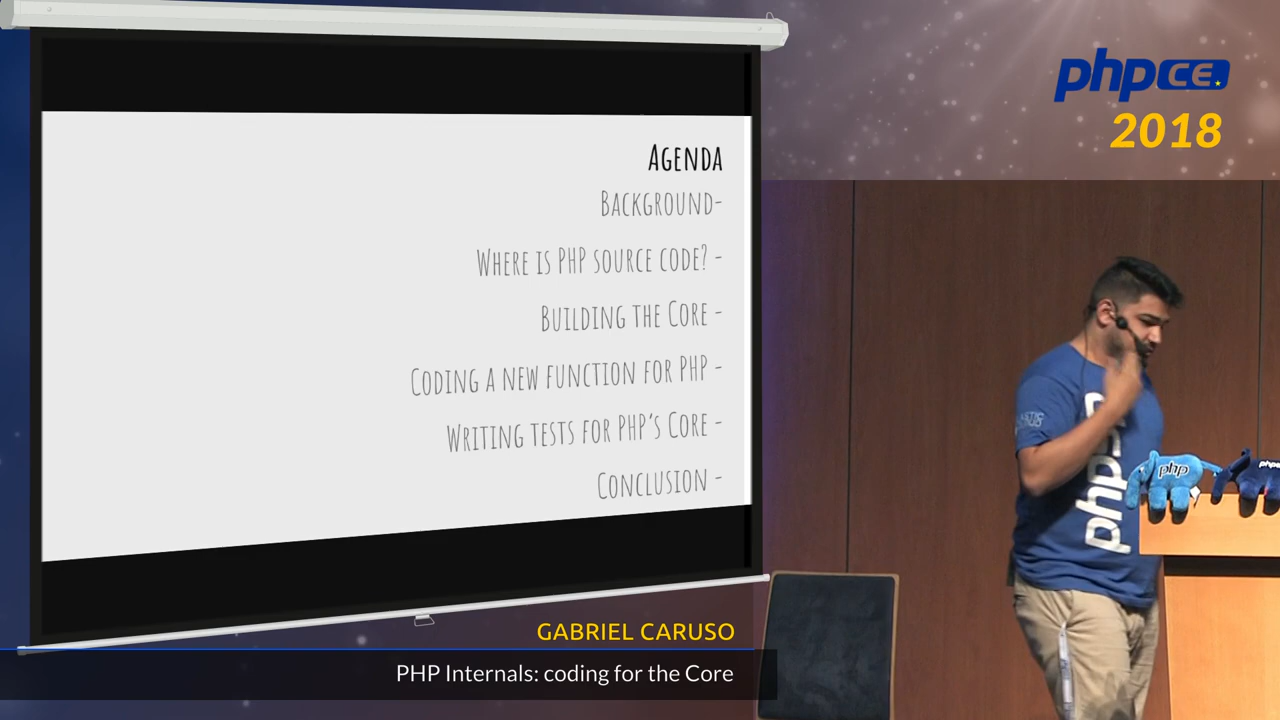 Agenda
Background-
Where is PHP source code? -
Building the Core -
Coding a new function for PHP -
Writing tests for PHP's Core -
Conclusion -
phpCE
2018
php
php
GABRIEL CARUSO
PHP Internals: coding for the Core